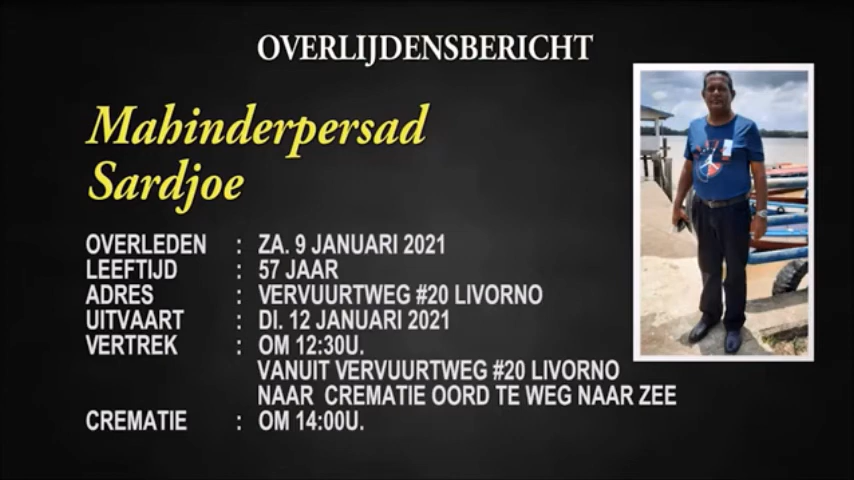 OVERLIJDENSBERICHT
Mahinderpersad
Sardjoe
OVERLEDEN : ZA. 9 JANUARI 2021
LEEFTIJD : 57 JAAR
ADRES : VERVUURTWEG #20 LIVORNO
UITVAART : DI. 12 JANUARI 2021
VERTREK : OM 12:30U.
VANUIT VERVUURTWEG #20 LIVORNO
NAAR CREMATIE OORD TE WEG NAAR ZEE
CREMATIE : OM 14:00U.